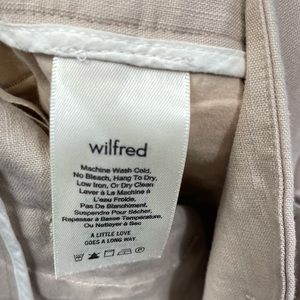 wilfred
Machine Wash Cold,
No Bleach, Hang To Dry,
Low Iron, Or Dry Clean
Laver à La Machine à
L'eau Froide,
Pas De Blanchiment,
Suspendre Pour Sécher,
Repasser à Basse Température,
Ou Nettoyer à Sec
A LITTLE LOVE
GOES A LONG WAY.